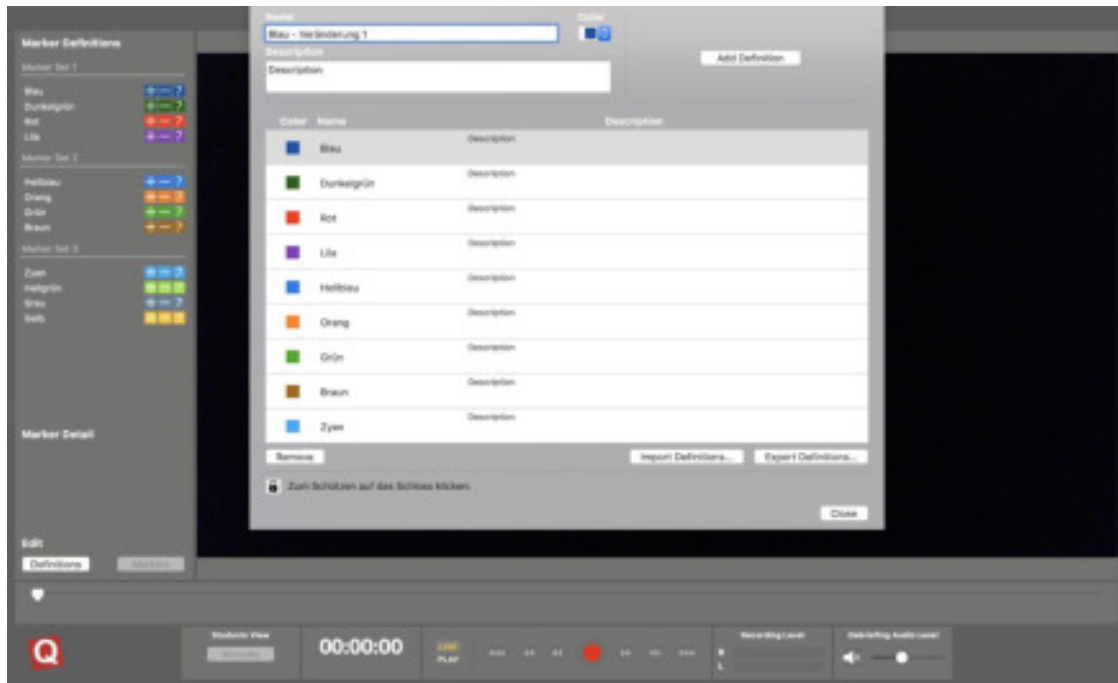 Name
Color
Blau - Veränderung 1
Description
Description
Add Definition
Marker Definitions
Marker Set 1
Blau
Dunkelgrün
Rot
Lila
Marker Set 2
Hellblau
Orang
Grün
Braun
Marker Set 3
Zyan
Hellgrün
Grau
Gelb
Marker Detail
Edit
Definitions
Markers
Color Name Description
Blau Description
Dunkelgrün Description
Rot Description
Lila Description
Hellblau Description
Orang Description
Grün Description
Braun Description
Zyan Description
Remove
Import Definitions...
Export Definitions...
Zum Schützen auf das Schloss klicken.
Close
Q
Students View
00:00:00
LIVE
PLAY
Recording Level
R
L
Debriefing Audio Level